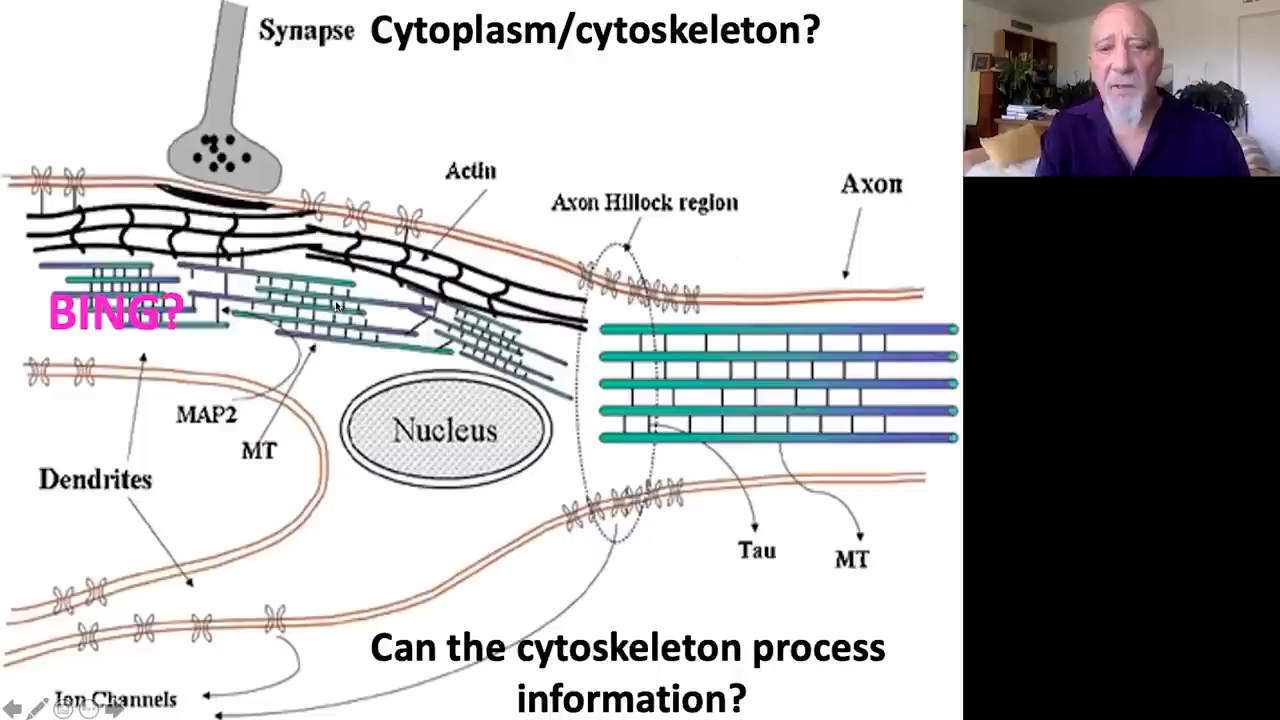 Synapse
Cytoplasm/cytoskeleton?
Actin
Axon Hillock region
Axon
BING?
MAP2
MT
Nucleus
Dendrites
Tau
MT
Can the cytoskeleton process
information?
Ion Channels